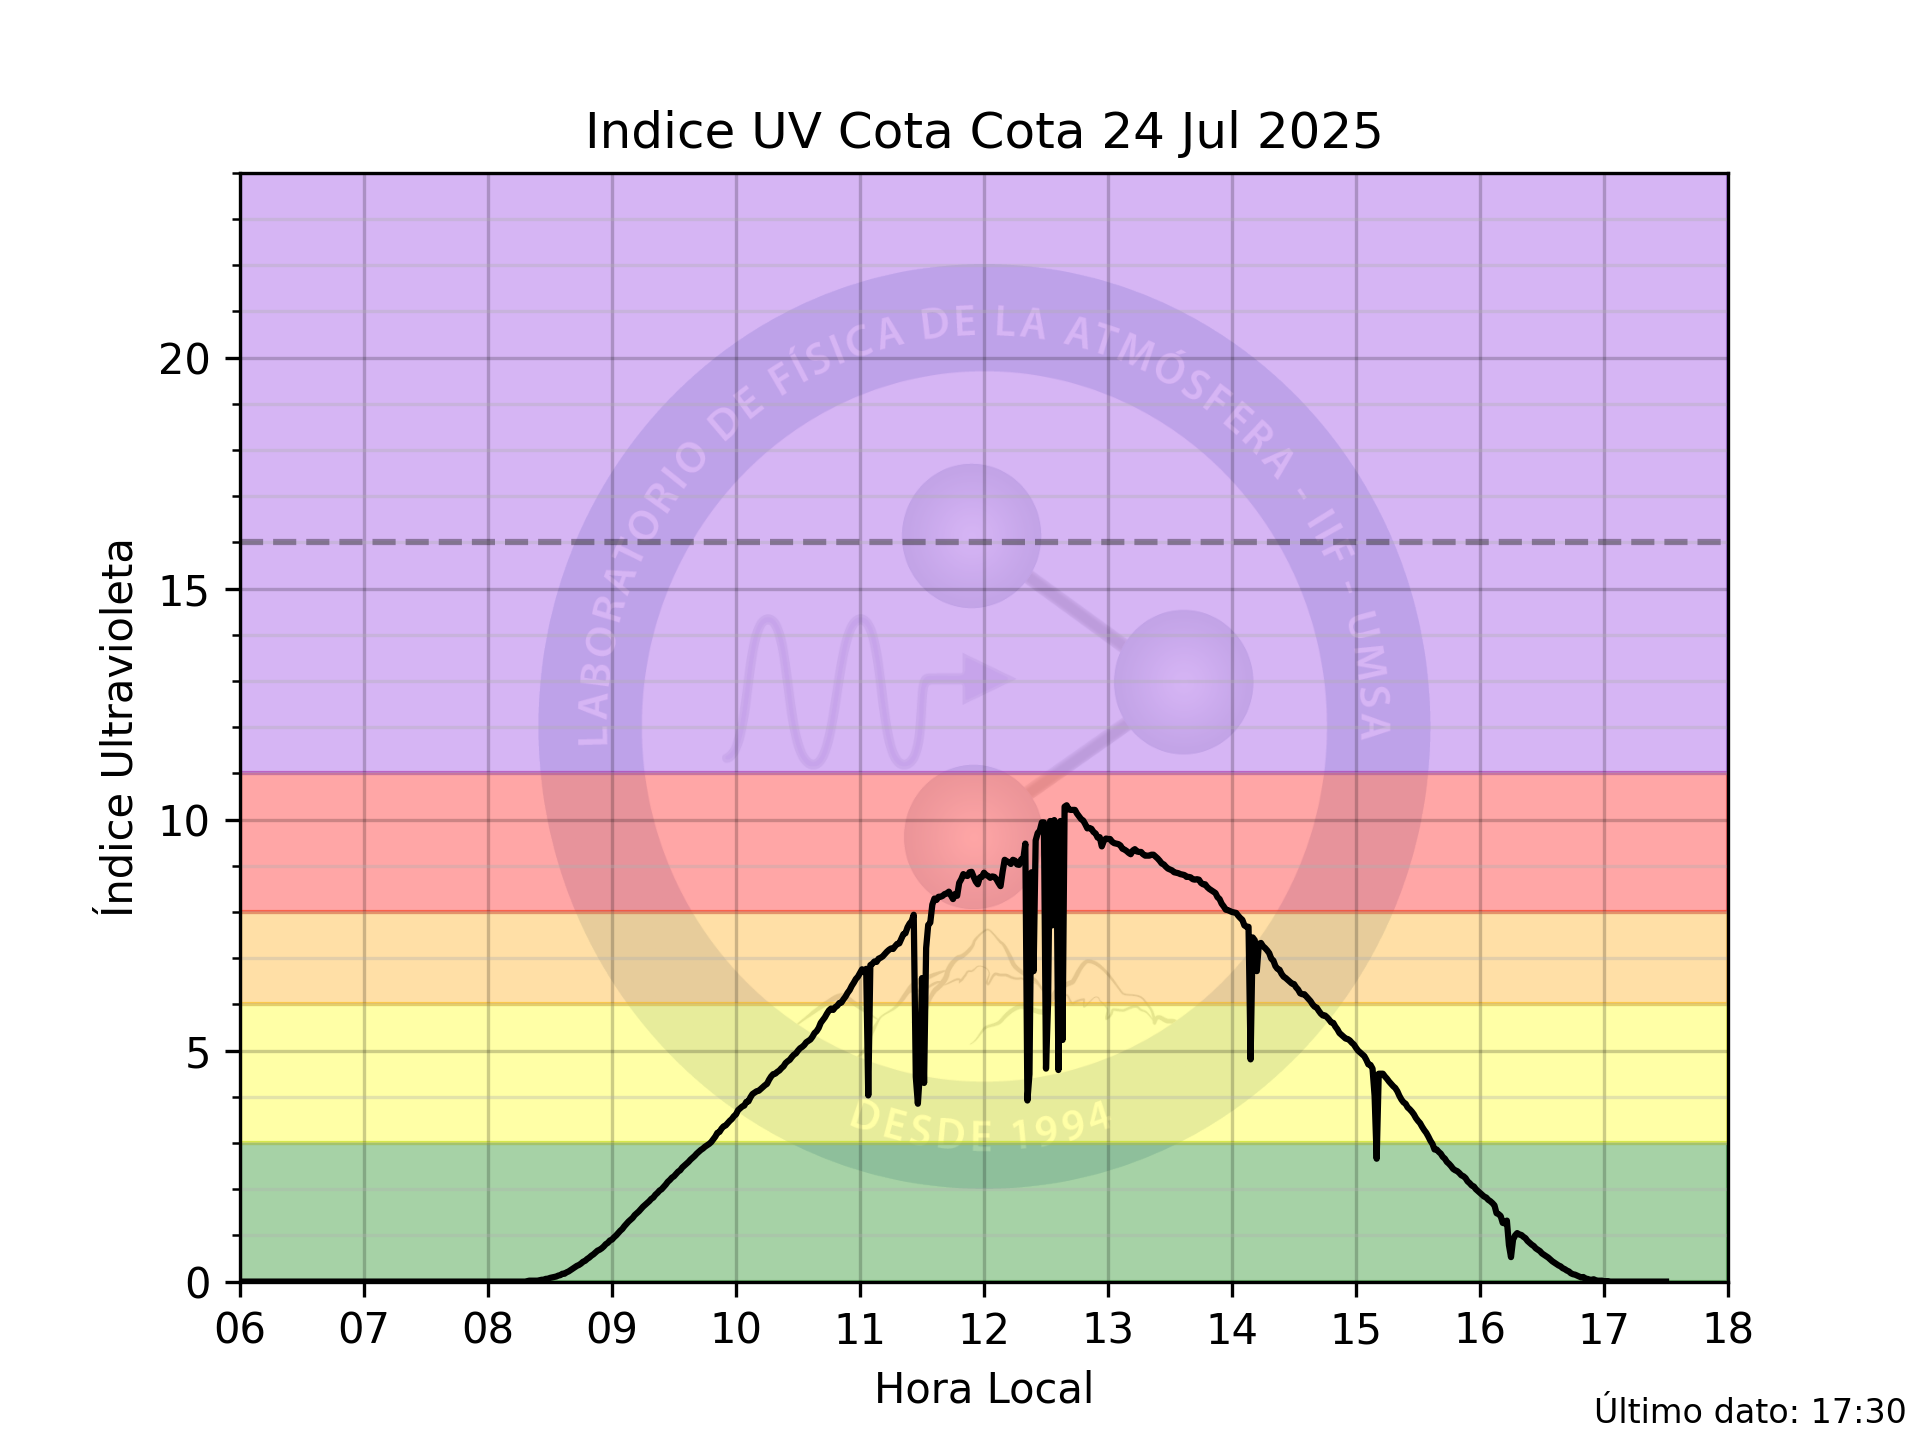 Indice UV Cota Cota 24 Jul 2025
Índice Ultravioleta
20
15
10
5
0
LABORATORIO DE FÍSICA DE LA ATMÓSFERA - IIF - UMSA
DESDE 1994
06 07 08 09 10 11 12 13 14 15 16 17 18
Hora Local
Último dato: 17:30